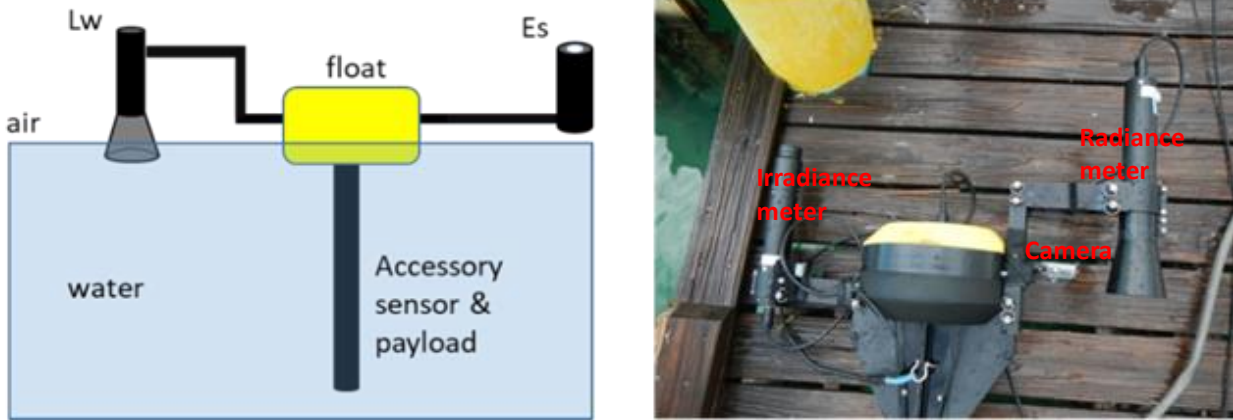 Lw
Es
float
air
water
Accessory
sensor &
payload
Irradiance
meter
Radiance
meter
Camera